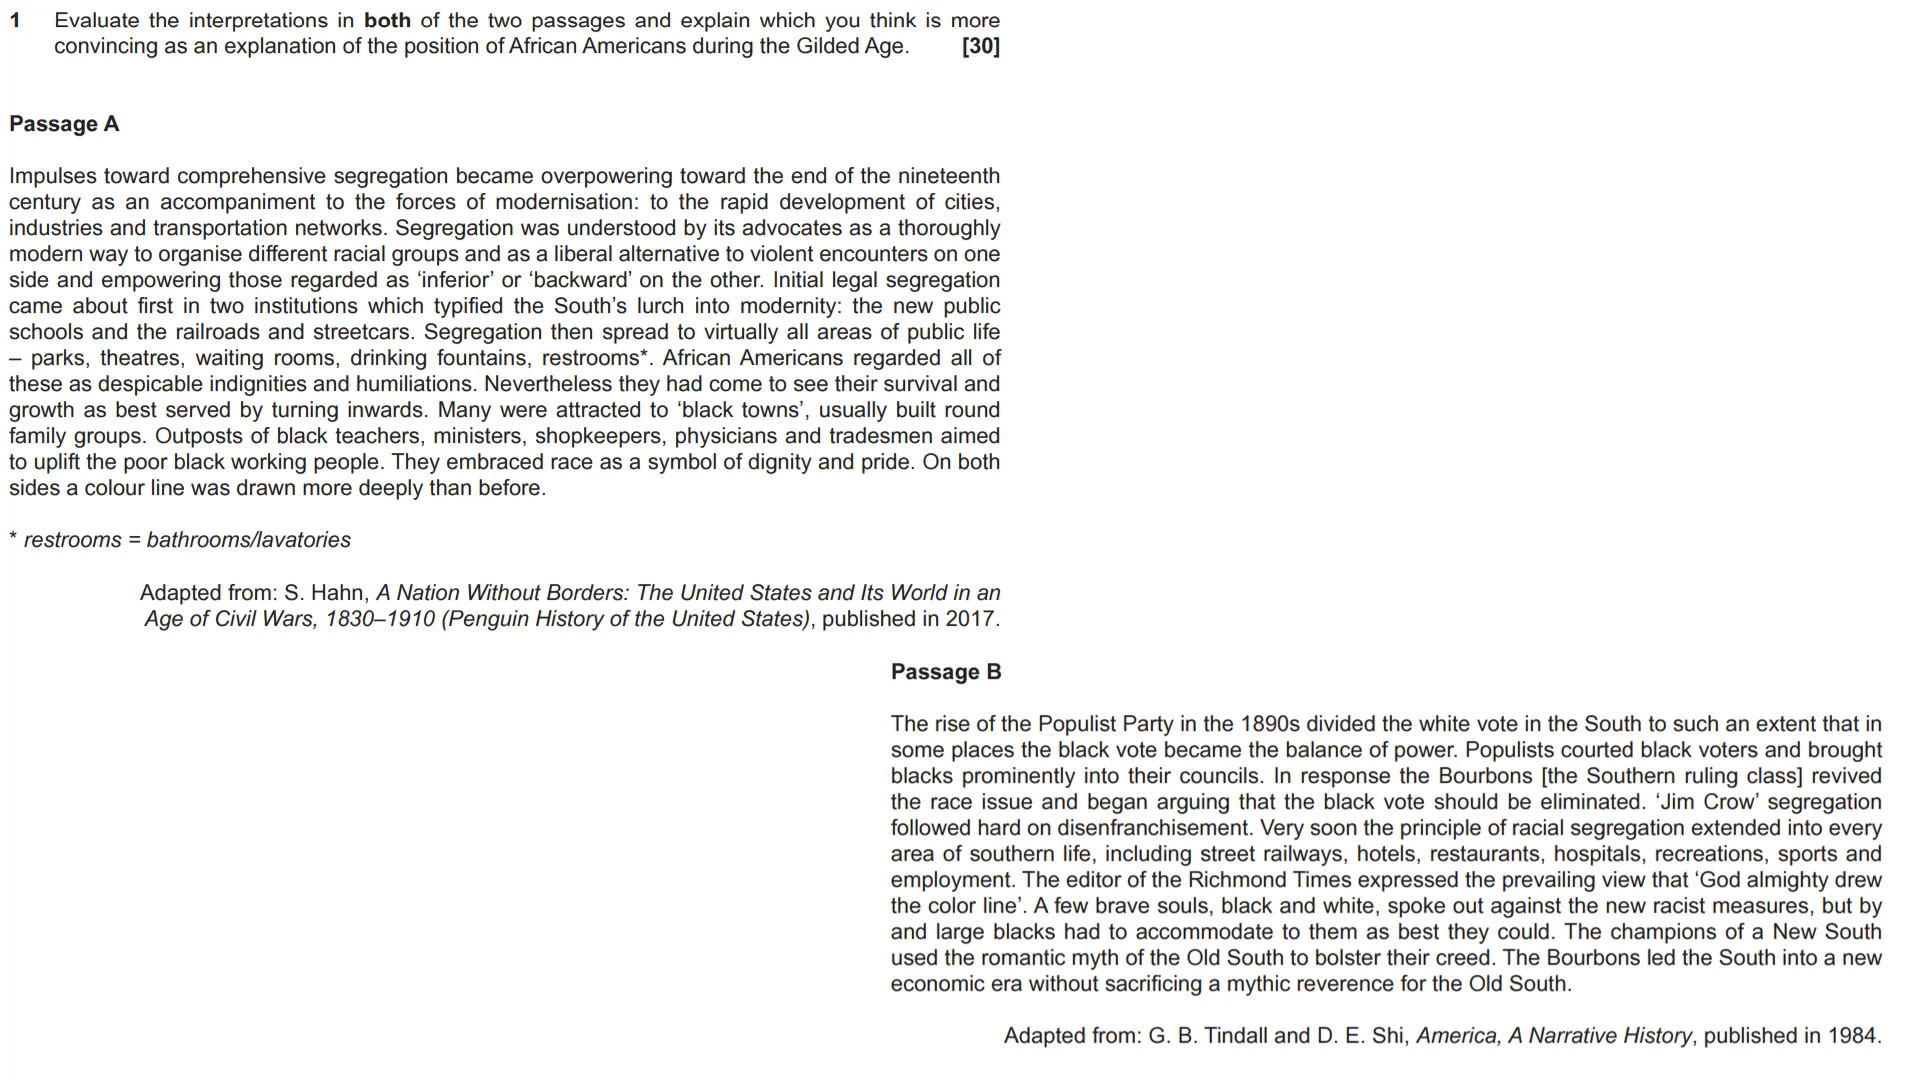 1 Evaluate the interpretations in both of the two passages and explain which you think is more
convincing as an explanation of the position of African Americans during the Gilded Age. [30]
Passage A
Impulses toward comprehensive segregation became overpowering toward the end of the nineteenth
century as an accompaniment to the forces of modernisation: to the rapid development of cities,
industries and transportation networks. Segregation was understood by its advocates as a thoroughly
modern way to organise different racial groups and as a liberal alternative to violent encounters on one
side and empowering those regarded as ‘inferior’ or ‘backward’ on the other. Initial legal segregation
came about first in two institutions which typified the South’s lurch into modernity: the new public
schools and the railroads and streetcars. Segregation then spread to virtually all areas of public life
– parks, theatres, waiting rooms, drinking fountains, restrooms*. African Americans regarded all of
these as despicable indignities and humiliations. Nevertheless they had come to see their survival and
growth as best served by turning inwards. Many were attracted to ‘black towns’, usually built round
family groups. Outposts of black teachers, ministers, shopkeepers, physicians and tradesmen aimed
to uplift the poor black working people. They embraced race as a symbol of dignity and pride. On both
sides a colour line was drawn more deeply than before.
* restrooms = bathrooms/lavatories
Adapted from: S. Hahn, A Nation Without Borders: The United States and Its World in an
Age of Civil Wars, 1830–1910 (Penguin History of the United States), published in 2017.
Passage B
The rise of the Populist Party in the 1890s divided the white vote in the South to such an extent that in
some places the black vote became the balance of power. Populists courted black voters and brought
blacks prominently into their councils. In response the Bourbons [the Southern ruling class] revived
the race issue and began arguing that the black vote should be eliminated. ‘Jim Crow’ segregation
followed hard on disenfranchisement. Very soon the principle of racial segregation extended into every
area of southern life, including street railways, hotels, restaurants, hospitals, recreations, sports and
employment. The editor of the Richmond Times expressed the prevailing view that ‘God almighty drew
the color line’. A few brave souls, black and white, spoke out against the new racist measures, but by
and large blacks had to accommodate to them as best they could. The champions of a New South
used the romantic myth of the Old South to bolster their creed. The Bourbons led the South into a new
economic era without sacrificing a mythic reverence for the Old South.
Adapted from: G. B. Tindall and D. E. Shi, America, A Narrative History, published in 1984.